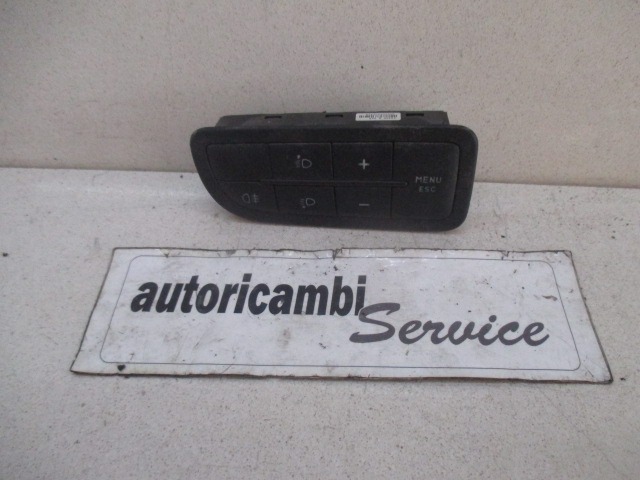 +
MENU
ESC
−
autoricambi
Service